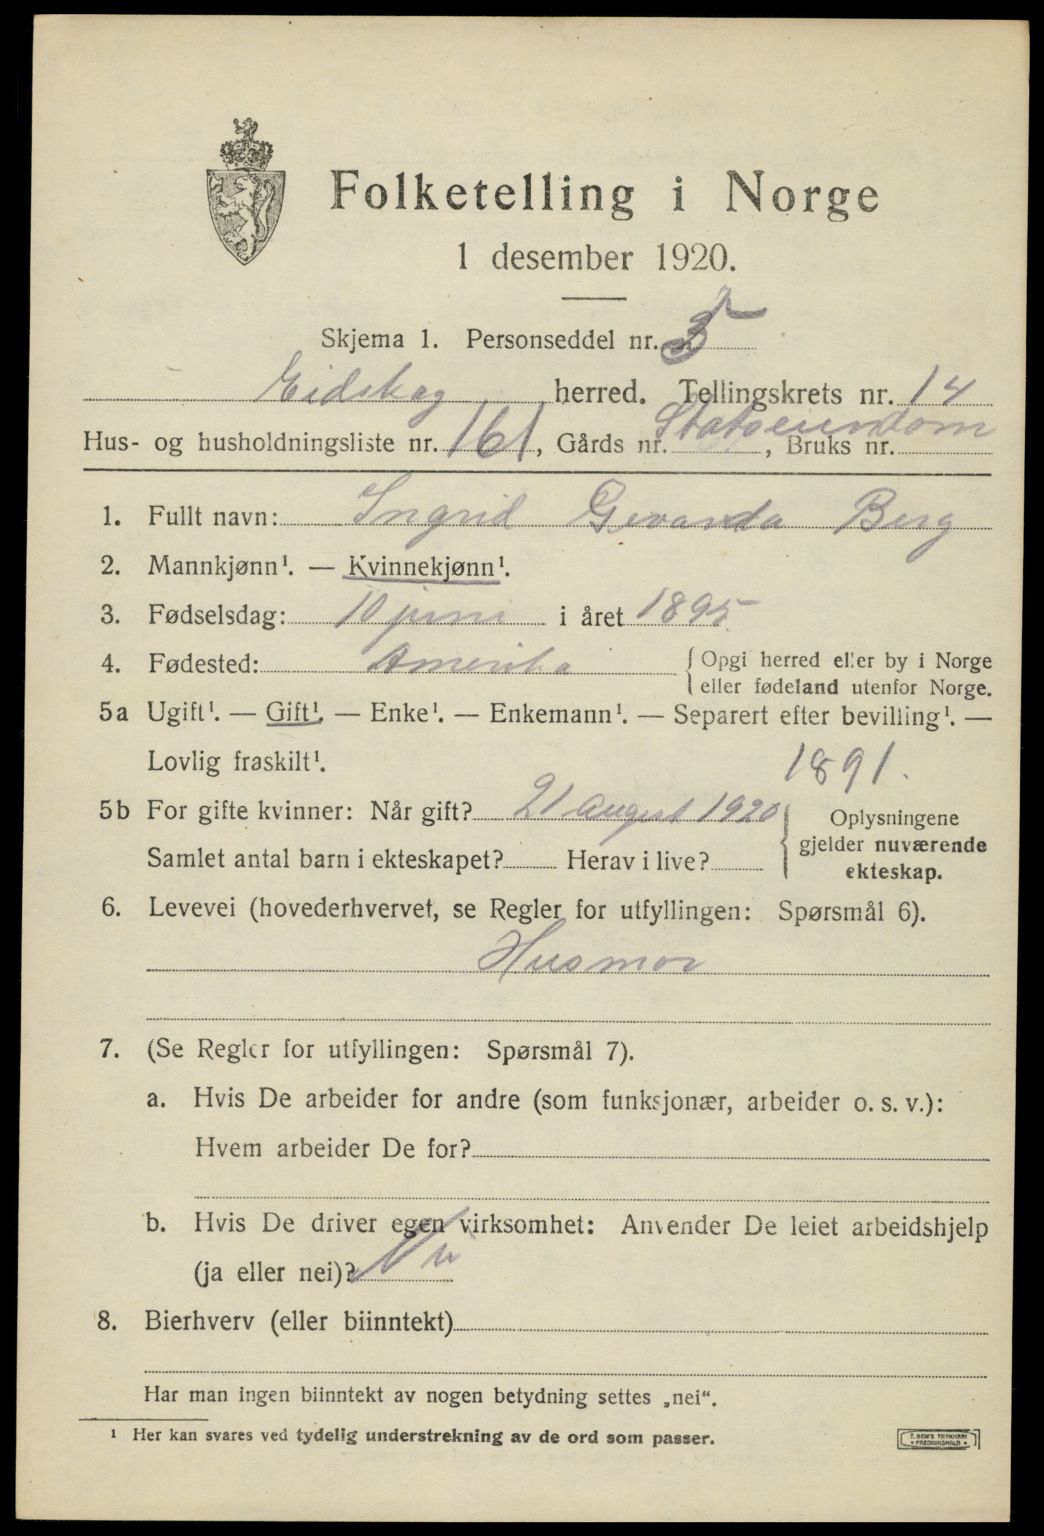 Folketelling i Norge
1 desember 1920.
Skjema 1. Personseddel nr.
Eidskog herred. Tellingskrets nr. 14
Hus- og husholdningsliste nr. 161, Gårds nr. Statseiendom, Bruks nr.
1. Fullt navn: Ingrid Gevanda Berg
2. Mannkjønn¹. — Kvinnekjønn¹.
3. Fødselsdag: 10 juni i året 1895
4. Fødested: Amerika { Opgi herred eller by i Norge
eller fødeland utenfor Norge.
5a Ugift¹. — Gift¹. — Enke¹. — Enkemann¹. — Separert efter bevilling¹. —
Lovlig fraskilt¹.
1891.
5b For gifte kvinner: Når gift? 21 august 1920 { Oplysningene
gjelder nuværende
ekteskap.
Samlet antal barn i ekteskapet? Herav i live?
6. Levevei (hovederhvervet, se Regler for utfyllingen: Spørsmål 6).
Husmor
7. (Se Regler for utfyllingen: Spørsmål 7).
a. Hvis De arbeider for andre (som funksjonær, arbeider o. s. v.):
Hvem arbeider De for?
b. Hvis De driver egen virksomhet: Anvender De leiet arbeidshjelp
(ja eller nei)?
8. Bierhverv (eller biinntekt)
Har man ingen biinntekt av nogen betydning settes „nei“.
¹ Her kan svares ved tydelig understrekning av de ord som passer.